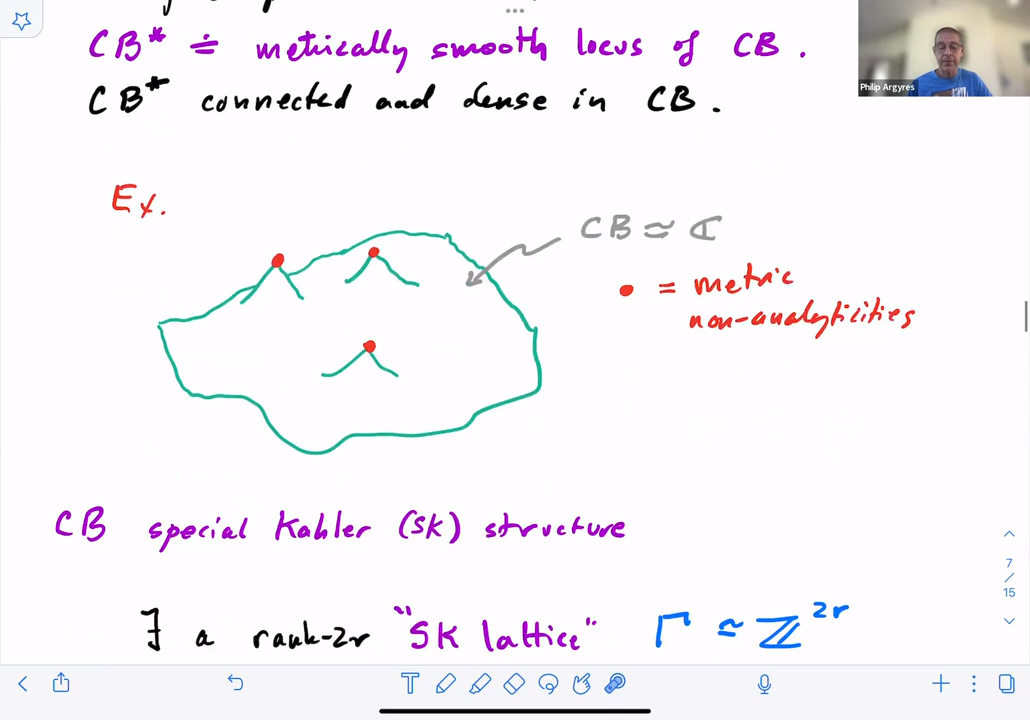 CB* ≐ metrically smooth locus of CB.
CB* connected and dense in CB.
Philip Argyres
Ex.
CB ≃ ℂ
• = metric
non-analyticities
CB special Kahler (SK) structure
7
/
15
∃ a rank-2r "SK lattice" Γ ≃ ℤ^{2r}
T